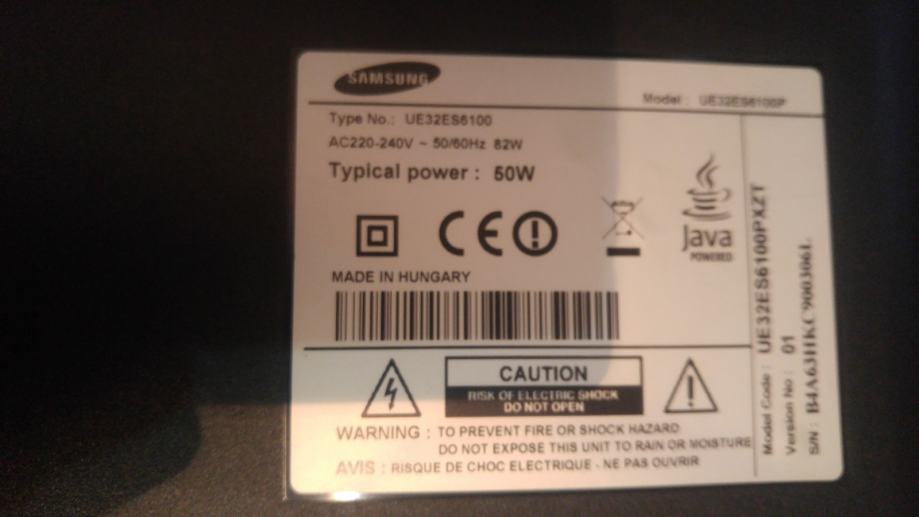 SAMSUNG
Model : UE32ES6100P
Type No.: UE32ES6100
AC220-240V ~ 50/60Hz 82W
Typical power : 50W
CE
Java
POWERED
MADE IN HUNGARY
CAUTION
RISK OF ELECTRIC SHOCK
DO NOT OPEN
WARNING : TO PREVENT FIRE OR SHOCK HAZARD
DO NOT EXPOSE THIS UNIT TO RAIN OR MOISTURE
AVIS : RISQUE DE CHOC ELECTRIQUE - NE PAS OUVRIR
Model Code : UE32ES6100PXZT
Version No : 01
S/N : B4A63HKC900306L